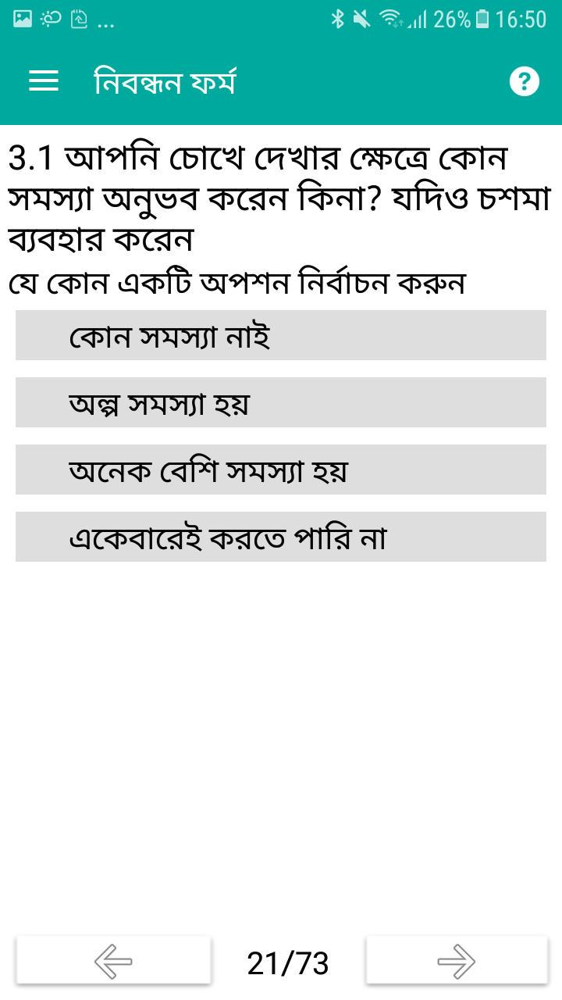 ... 26% 16:50
নিবন্ধন ফর্ম ?
3.1 আপনি চোখে দেখার ক্ষেত্রে কোন
সমস্যা অনুভব করেন কিনা? যদিও চশমা
ব্যবহার করেন
যে কোন একটি অপশন নির্বাচন করুন
কোন সমস্যা নাই
অল্প সমস্যা হয়
অনেক বেশি সমস্যা হয়
একেবারেই করতে পারি না
21/73